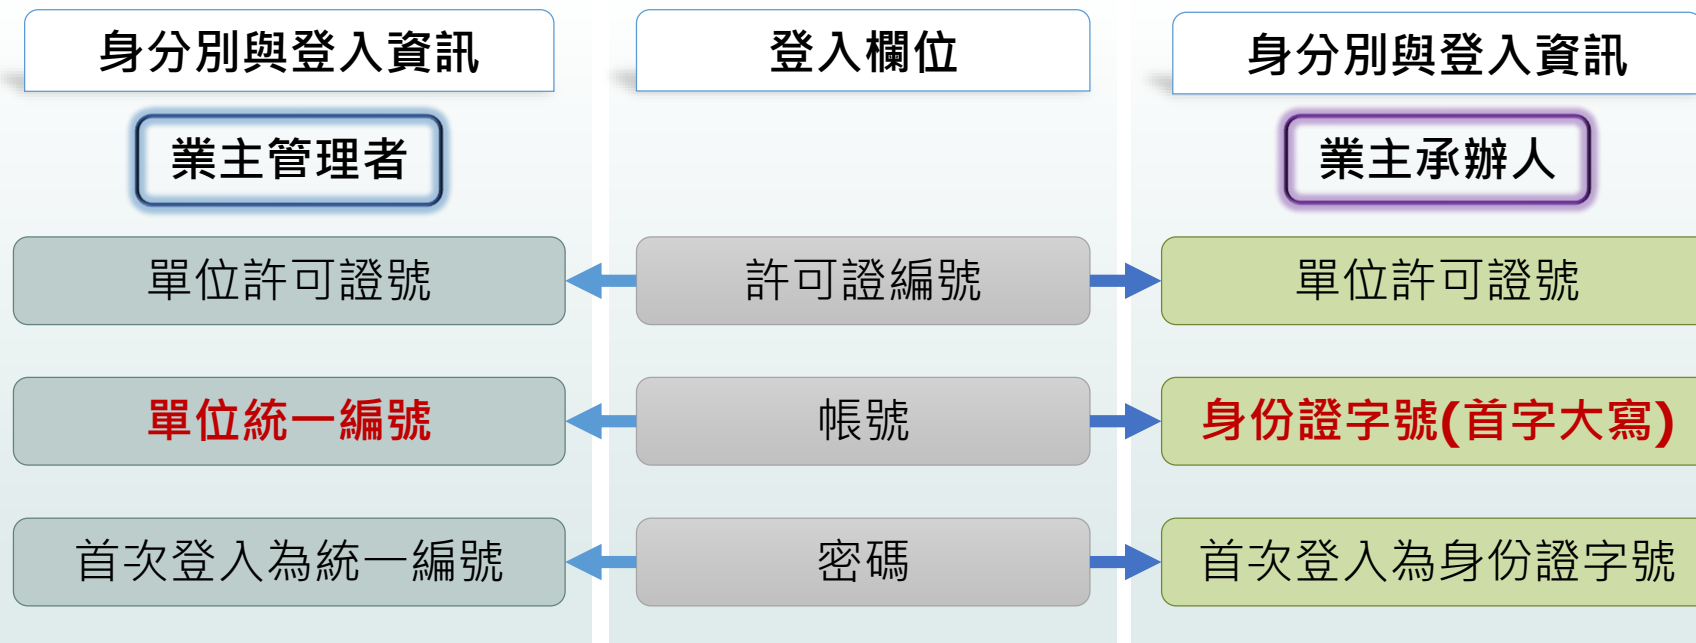 身分別與登入資訊
登入欄位
身分別與登入資訊
業主管理者
業主承辦人
單位許可證號
許可證編號
單位許可證號
單位統一編號
帳號
身份證字號(首字大寫)
首次登入為統一編號
密碼
首次登入為身份證字號